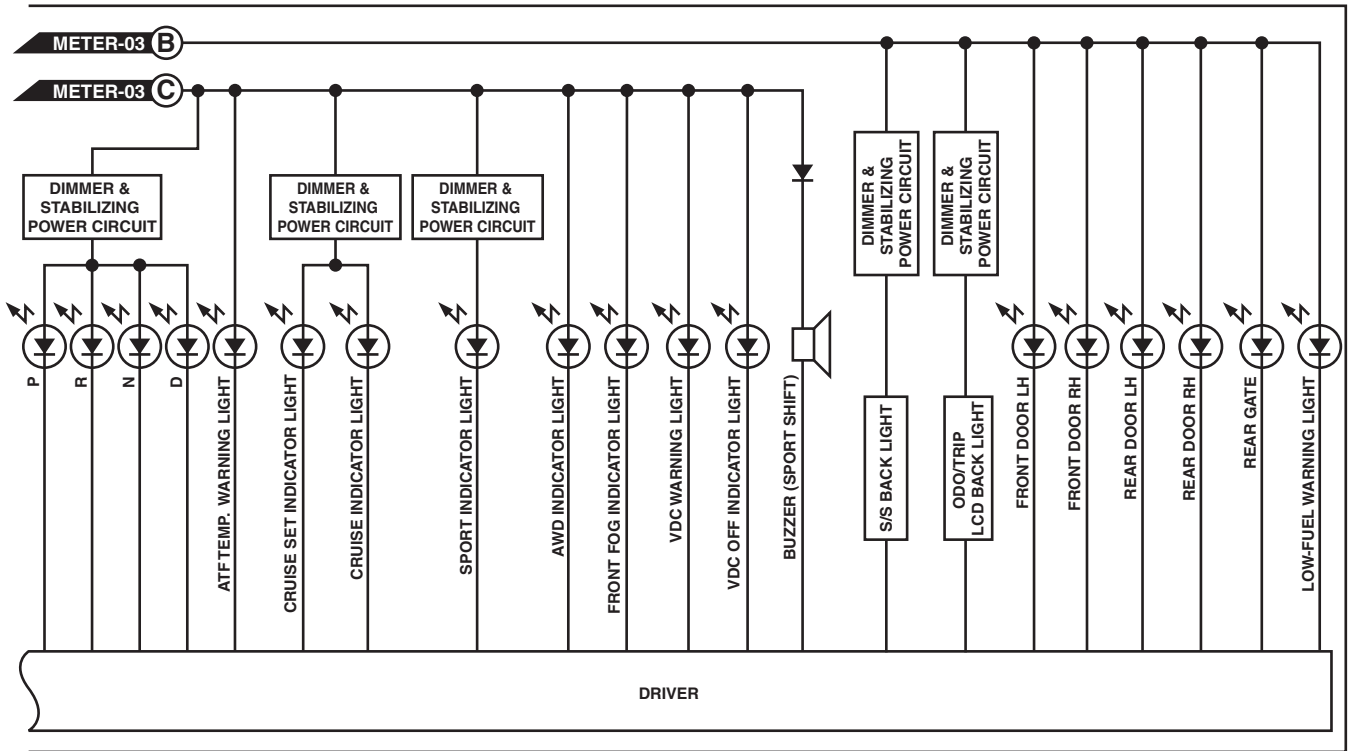 METER-03 B
METER-03 C
DIMMER &
STABILIZING
POWER CIRCUIT
DIMMER &
STABILIZING
POWER CIRCUIT
DIMMER &
STABILIZING
POWER CIRCUIT
DIMMER &
STABILIZING
POWER CIRCUIT
DIMMER &
STABILIZING
POWER CIRCUIT
P
R
N
D
ATF TEMP. WARNING LIGHT
CRUISE SET INDICATOR LIGHT
CRUISE INDICATOR LIGHT
SPORT INDICATOR LIGHT
AWD INDICATOR LIGHT
FRONT FOG INDICATOR LIGHT
VDC WARNING LIGHT
VDC OFF INDICATOR LIGHT
BUZZER (SPORT SHIFT)
S/S BACK LIGHT
ODO/TRIP
LCD BACK LIGHT
FRONT DOOR LH
FRONT DOOR RH
REAR DOOR LH
REAR DOOR RH
REAR GATE
LOW-FUEL WARNING LIGHT
DRIVER